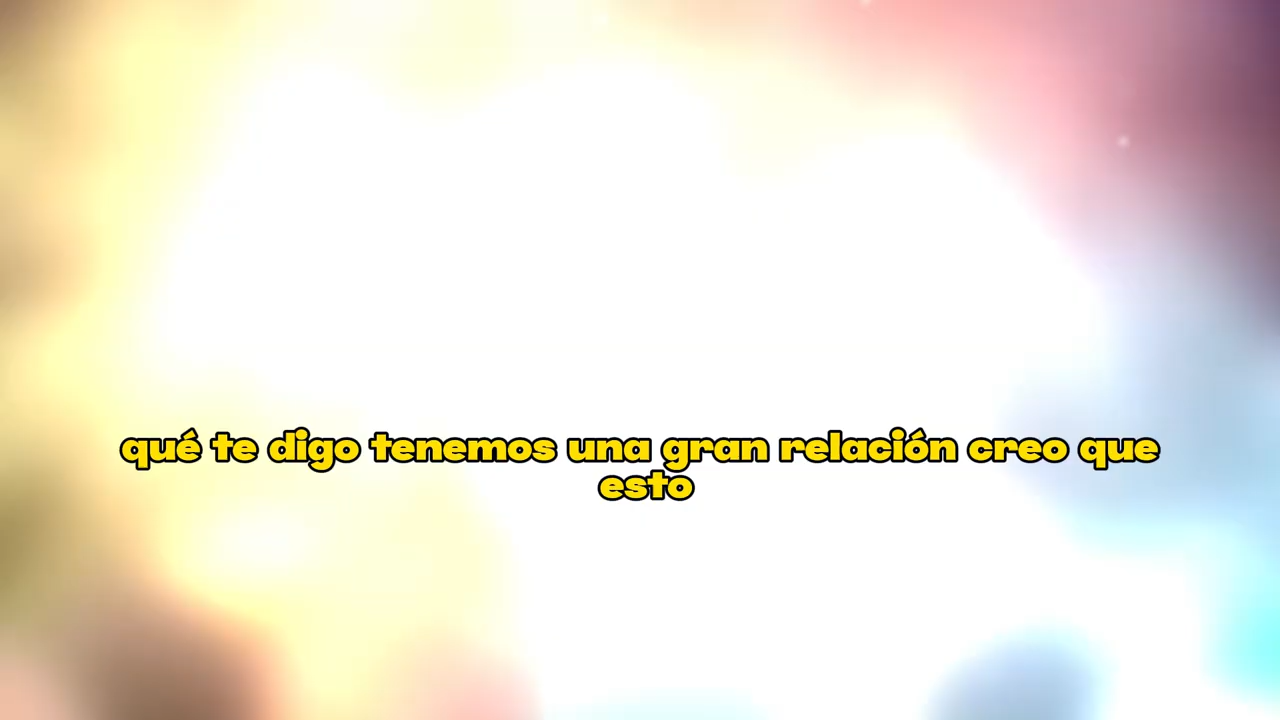 qué te digo tenemos una gran relación creo que
esto